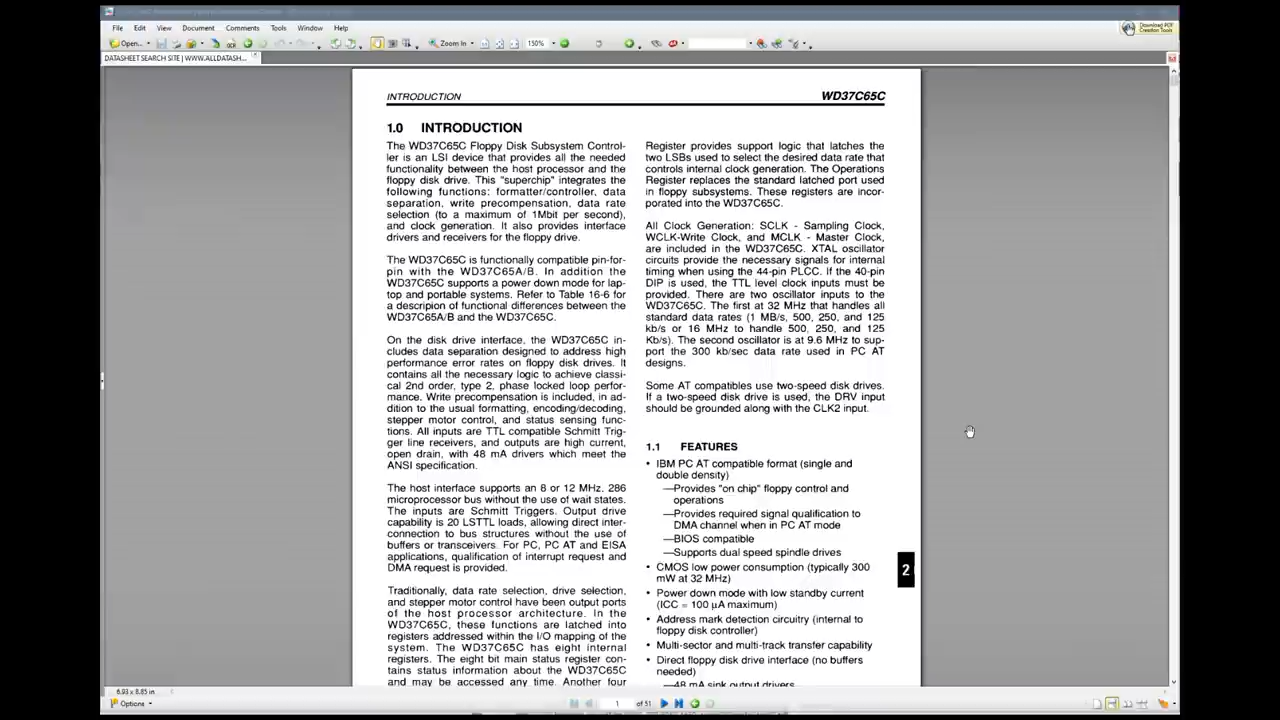 File Edit View Document Comments Tools Window Help
Download PDF
Creation Tools
Open... Zoom In 150%
DATASHEET SEARCH SITE | WWW.ALLDATASH...
INTRODUCTION
WD37C65C
1.0 INTRODUCTION
The WD37C65C Floppy Disk Subsystem Control-
ler is an LSI device that provides all the needed
functionality between the host processor and the
floppy disk drive. This "superchip" integrates the
following functions: formatter/controller, data
separation, write precompensation, data rate
selection (to a maximum of 1Mbit per second),
and clock generation. It also provides interface
drivers and receivers for the floppy drive.
The WD37C65C is functionally compatible pin-for-
pin with the WD37C65A/B. In addition the
WD37C65C supports a power down mode for lap-
top and portable systems. Refer to Table 16-6 for
a descripion of functional differences between the
WD37C65A/B and the WD37C65C.
On the disk drive interface, the WD37C65C in-
cludes data separation designed to address high
performance error rates on floppy disk drives. It
contains all the necessary logic to achieve classi-
cal 2nd order, type 2, phase locked loop perfor-
mance. Write precompensation is included, in ad-
dition to the usual formatting, encoding/decoding,
stepper motor control, and status sensing func-
tions. All inputs are TTL compatible Schmitt Trig-
ger line receivers, and outputs are high current,
open drain, with 48 mA drivers which meet the
ANSI specification.
The host interface supports an 8 or 12 MHz, 286
microprocessor bus without the use of wait states.
The inputs are Schmitt Triggers. Output drive
capability is 20 LSTTL loads, allowing direct inter-
connection to bus structures without the use of
buffers or transceivers. For PC, PC AT and EISA
applications, qualification of interrupt request and
DMA request is provided.
Traditionally, data rate selection, drive selection,
and stepper motor control have been output ports
of the host processor architecture. In the
WD37C65C, these functions are latched into
registers addressed within the I/O mapping of the
system. The WD37C65C has eight internal
registers. The eight bit main status register con-
tains status information about the WD37C65C
and may be accessed any time. Another four
Register provides support logic that latches the
two LSBs used to select the desired data rate that
controls internal clock generation. The Operations
Register replaces the standard latched port used
in floppy subsystems. These registers are incor-
porated into the WD37C65C.
All Clock Generation: SCLK - Sampling Clock,
WCLK-Write Clock, and MCLK - Master Clock,
are included in the WD37C65C. XTAL oscillator
circuits provide the necessary signals for internal
timing when using the 44-pin PLCC. If the 40-pin
DIP is used, the TTL level clock inputs must be
provided. There are two oscillator inputs to the
WD37C65C. The first at 32 MHz that handles all
standard data rates (1 MB/s, 500, 250, and 125
kb/s or 16 MHz to handle 500, 250, and 125
Kb/s). The second oscillator is at 9.6 MHz to sup-
port the 300 kb/sec data rate used in PC AT
designs.
Some AT compatibles use two-speed disk drives.
If a two-speed disk drive is used, the DRV input
should be grounded along with the CLK2 input.
1.1 FEATURES
• IBM PC AT compatible format (single and
double density)
—Provides "on chip" floppy control and
operations
—Provides required signal qualification to
DMA channel when in PC AT mode
—BIOS compatible
—Supports dual speed spindle drives
• CMOS low power consumption (typically 300
mW at 32 MHz)
• Power down mode with low standby current
(ICC = 100 µA maximum)
• Address mark detection circuitry (internal to
floppy disk controller)
• Multi-sector and multi-track transfer capability
• Direct floppy disk drive interface (no buffers
needed)
—48 mA sink output drivers
2
6.93 x 8.85 in
Options 1 of 51